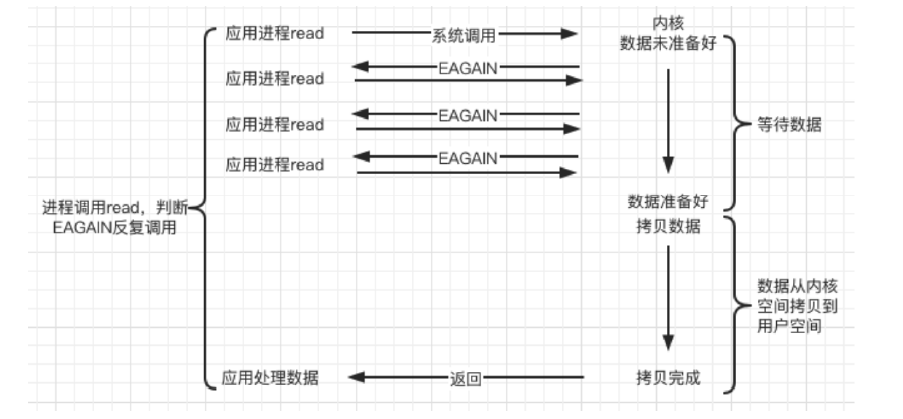 应用进程read
系统调用
内核
数据未准备好
EAGAIN
应用进程read
EAGAIN
应用进程read
等待数据
EAGAIN
应用进程read
数据准备好
进程调用read，判断
EAGAIN反复调用
拷贝数据
数据从内核
空间拷贝到
用户空间
应用处理数据
返回
拷贝完成